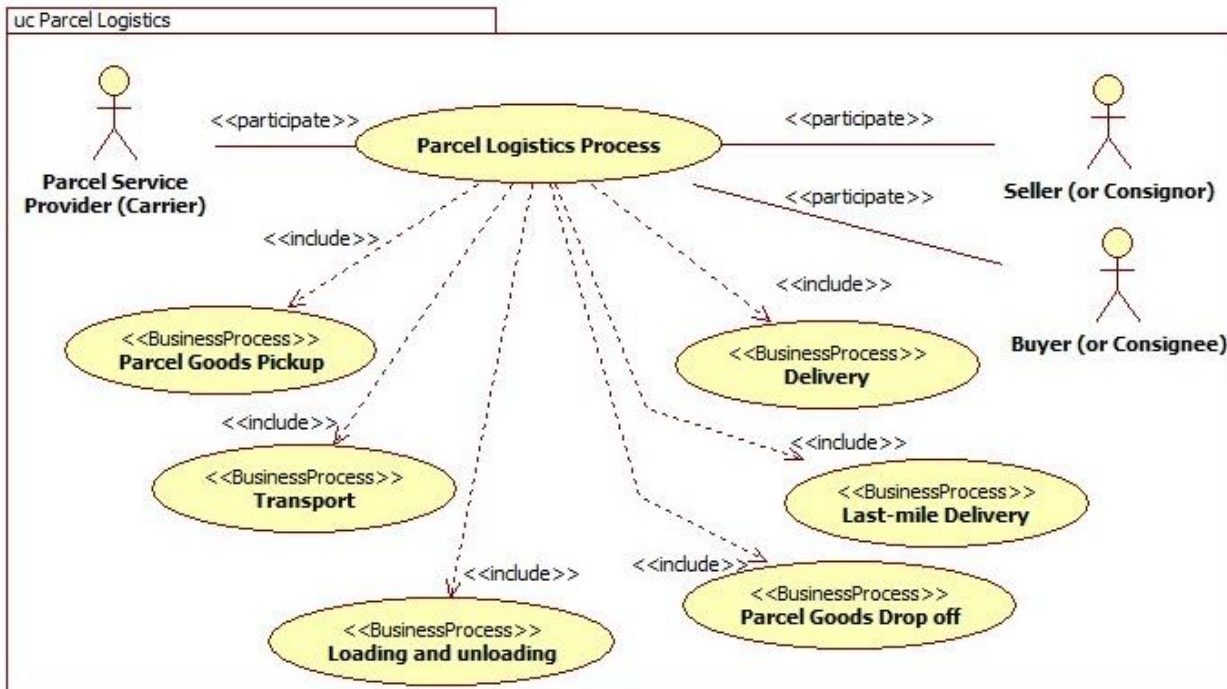 uc Parcel Logistics
<<participate>>
Parcel Logistics Process
<<participate>>
Parcel Service
Provider (Carrier)
Seller (or Consignor)
<<participate>>
<<include>>
<<include>>
Buyer (or Consignee)
<<BusinessProcess>>
Parcel Goods Pickup
<<BusinessProcess>>
Delivery
<<include>>
<<include>>
<<BusinessProcess>>
Transport
<<BusinessProcess>>
Last-mile Delivery
<<include>>
<<include>>
<<BusinessProcess>>
Parcel Goods Drop off
<<BusinessProcess>>
Loading and unloading